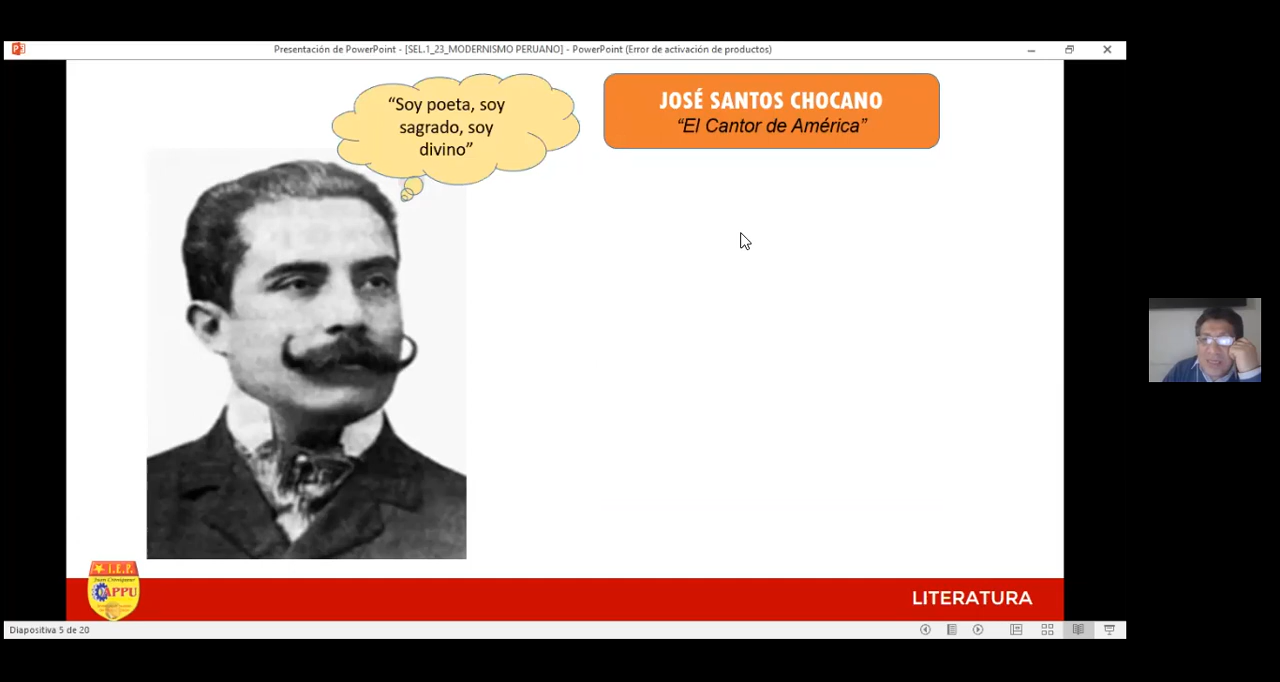 Presentación de PowerPoint - [SEL.1_23_MODERNISMO PERUANO] - PowerPoint (Error de activación de productos)
“Soy poeta, soy
sagrado, soy
divino”
JOSÉ SANTOS CHOCANO
“El Cantor de América”
I.E.P.
APPU
LITERATURA
Diapositiva 5 de 20